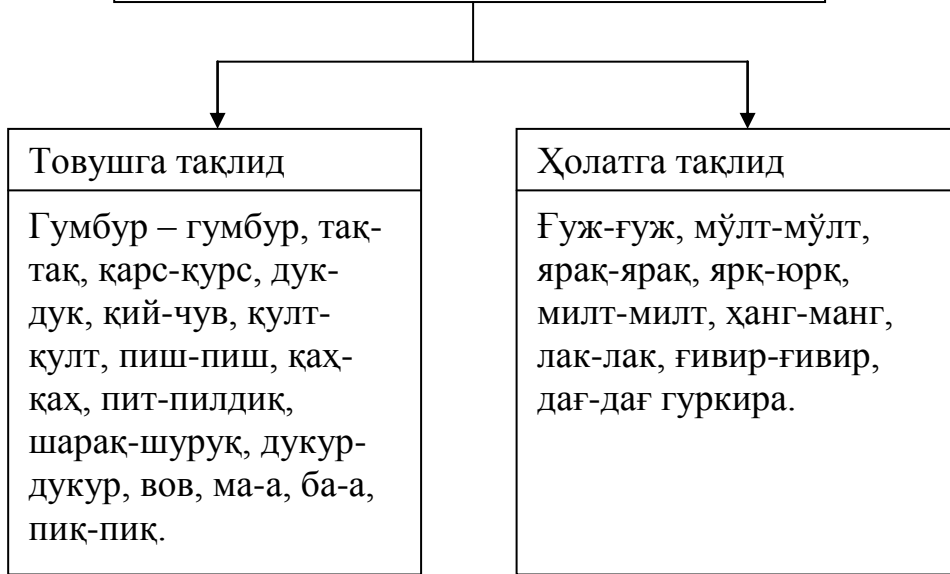 Товушга тақлид
Гумбур – гумбур, тақ-
тақ, қарс-қурс, дук-
дук, қий-чув, қулт-
қулт, пиш-пиш, қаҳ-
қаҳ, пит-пилдиқ,
шарақ-шуруқ, дукур-
дукур, вов, ма-а, ба-а,
пиқ-пиқ.
Ҳолатга тақлид
Ғуж-ғуж, мўлт-мўлт,
ярақ-ярақ, ярқ-юрқ,
милт-милт, ҳанг-манг,
лак-лак, ғивир-ғивир,
дағ-дағ гуркира.